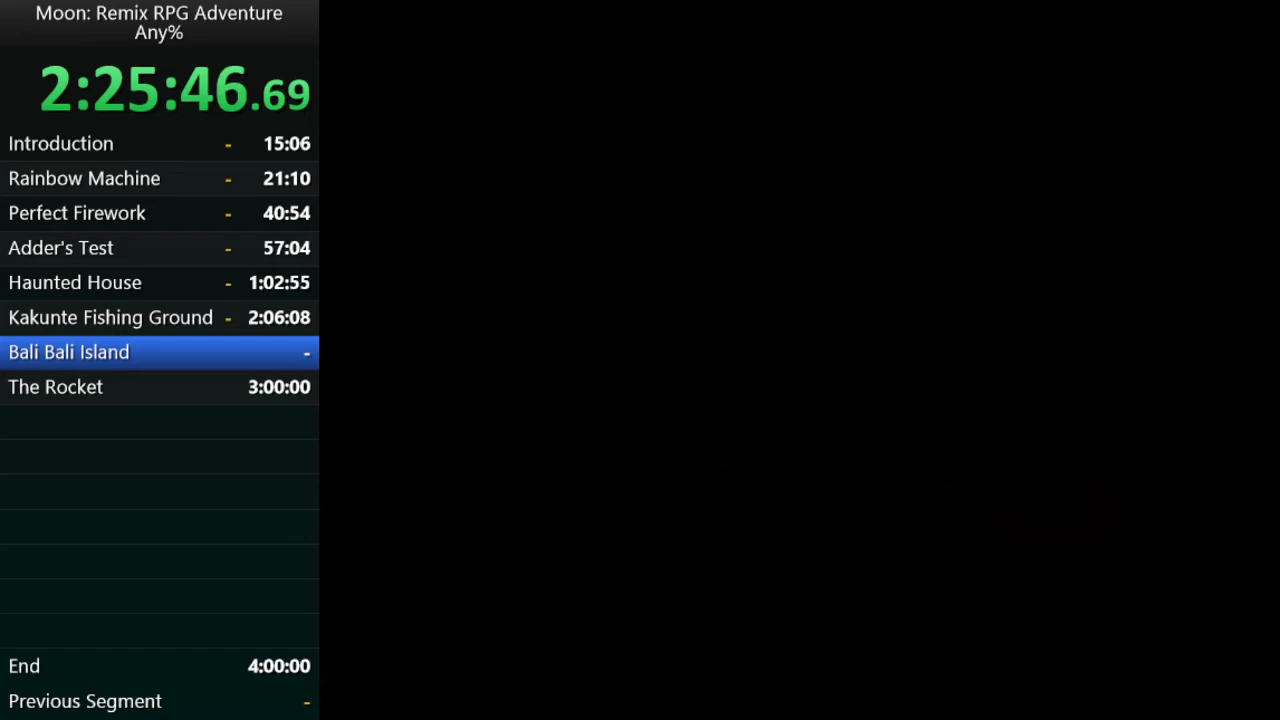 Moon: Remix RPG Adventure
Any%
2:25:46.69
Introduction - 15:06
Rainbow Machine - 21:10
Perfect Firework - 40:54
Adder's Test - 57:04
Haunted House - 1:02:55
Kakunte Fishing Ground - 2:06:08
Bali Bali Island -
The Rocket 3:00:00
End 4:00:00
Previous Segment -